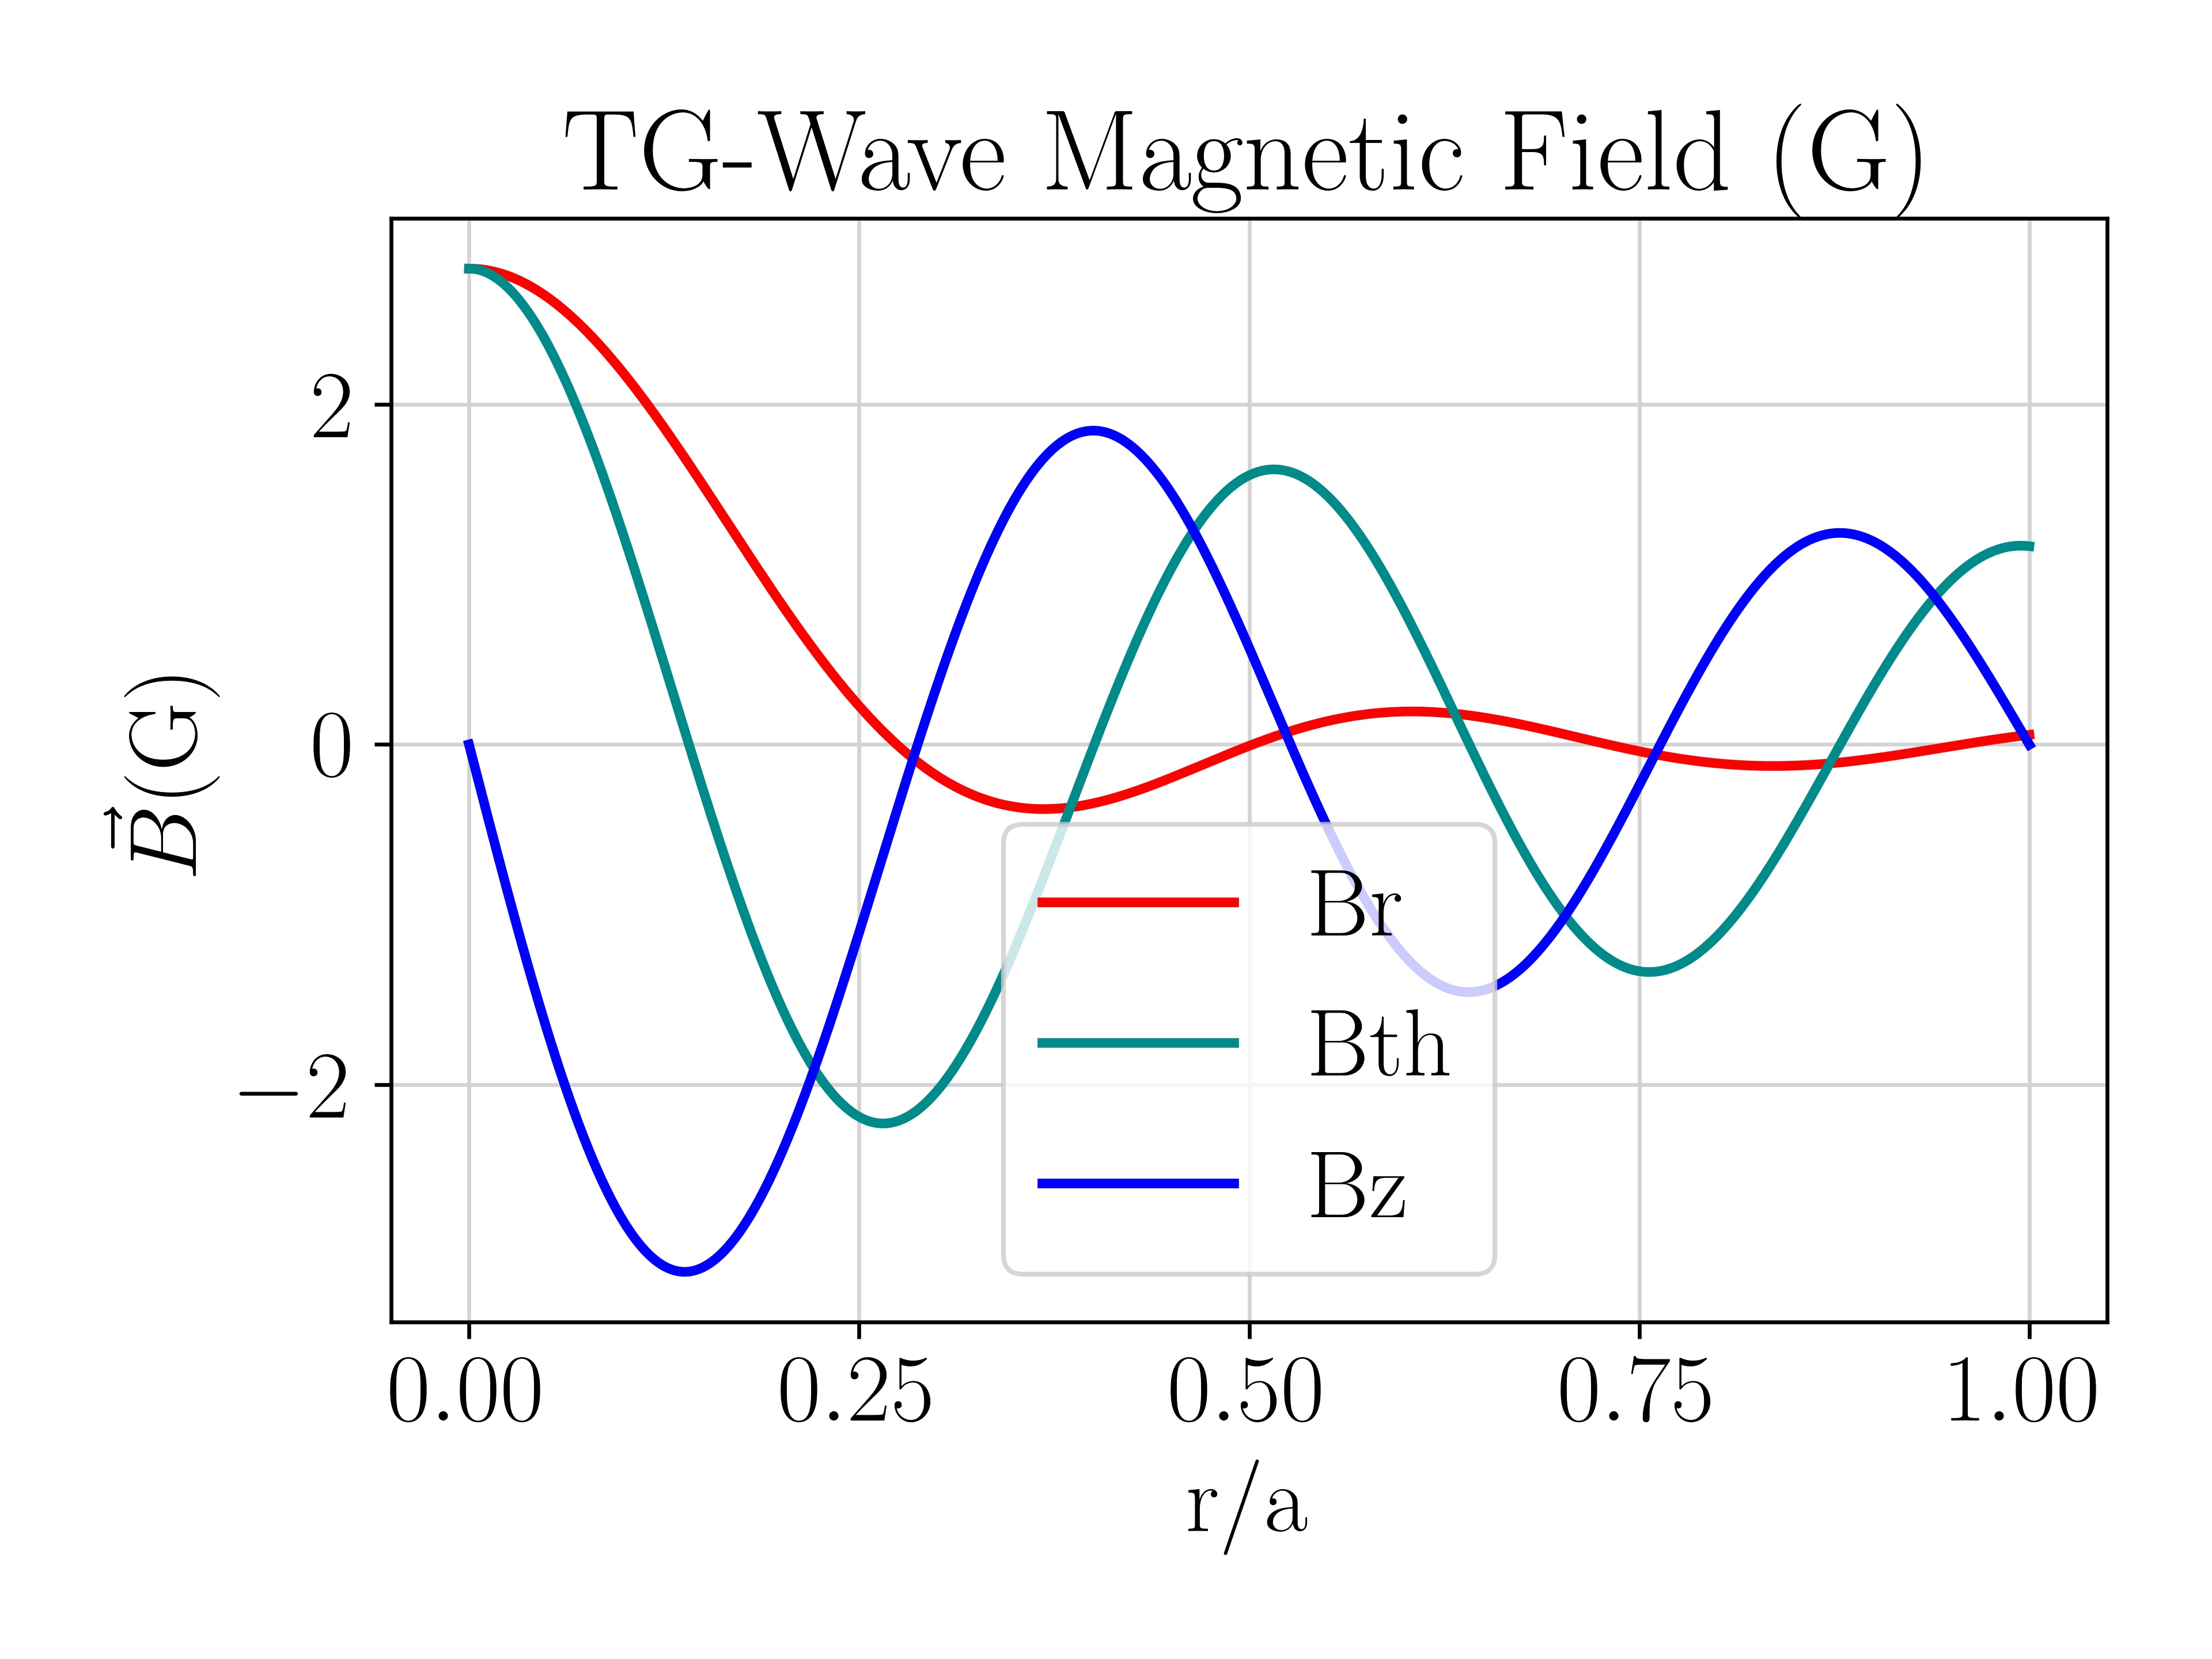 TG-Wave Magnetic Field (G)
2
0
−2
B⃗(G)
Br
Bth
Bz
0.00 0.25 0.50 0.75 1.00
r/a